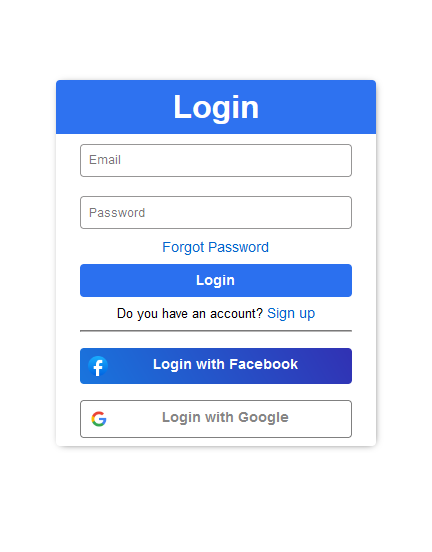 Login
Email
Password
Forgot Password
Login
Do you have an account? Sign up
Login with Facebook
Login with Google